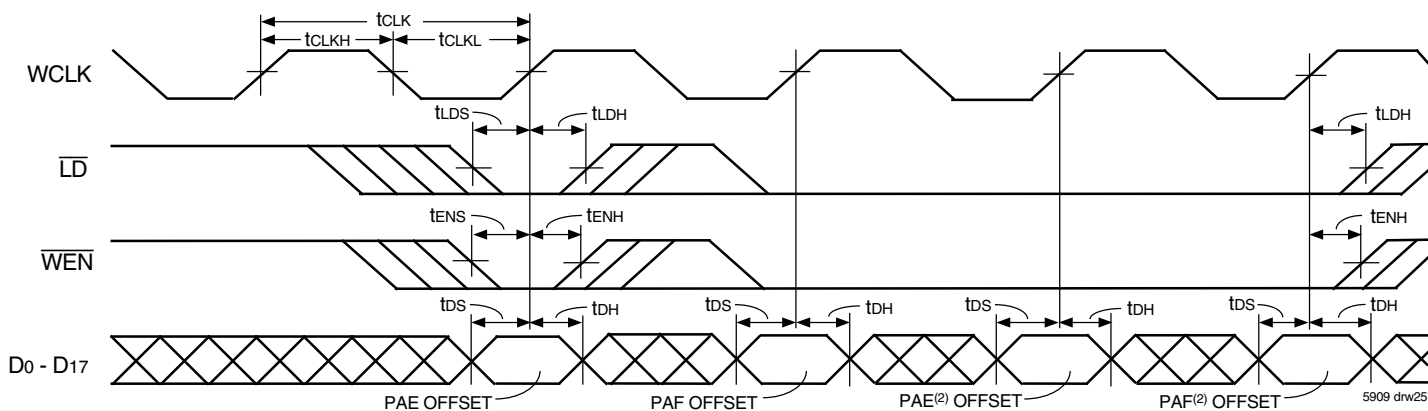 tCLK
tCLKH tCLKL
WCLK
tLDS tLDH tLDH
LD
tENS tENH tENH
WEN
tDS tDH tDS tDH tDS tDH tDS tDH
D0 - D17
PAE OFFSET PAF OFFSET PAE(2) OFFSET PAF(2) OFFSET
5909 drw25